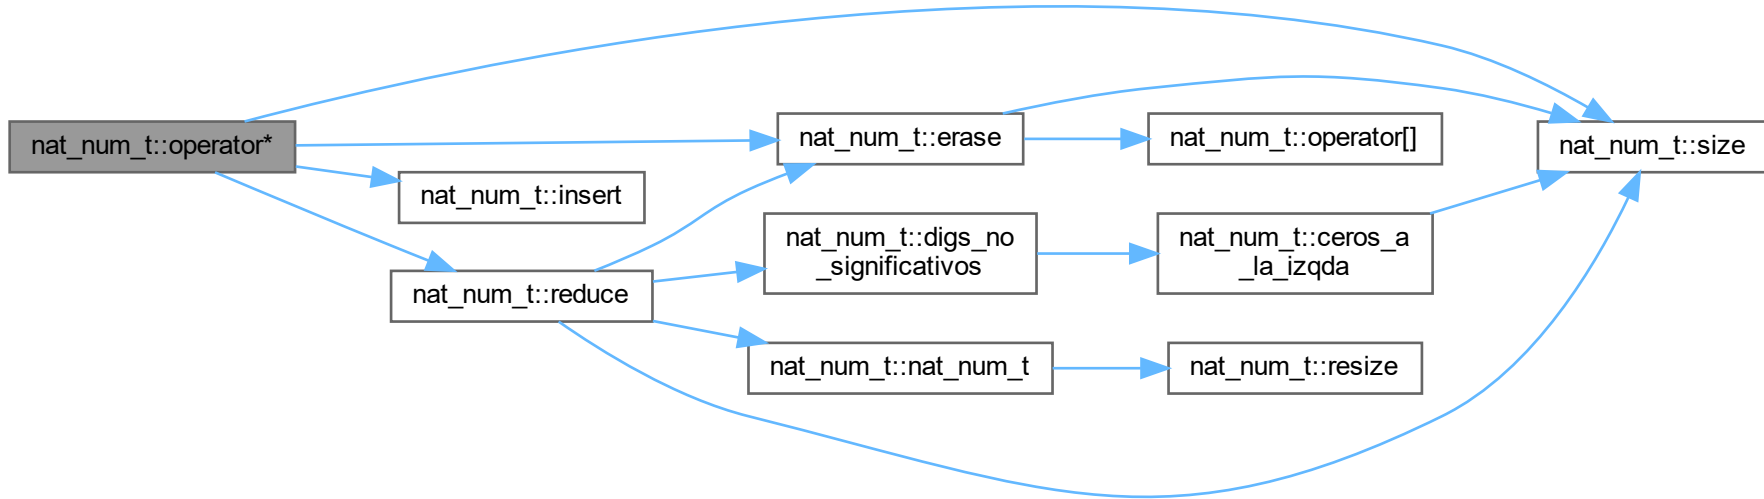 nat_num_t::operator*
nat_num_t::erase
nat_num_t::operator[]
nat_num_t::size
nat_num_t::insert
nat_num_t::digs_no
_significativos
nat_num_t::ceros_a
_la_izqda
nat_num_t::reduce
nat_num_t::nat_num_t
nat_num_t::resize